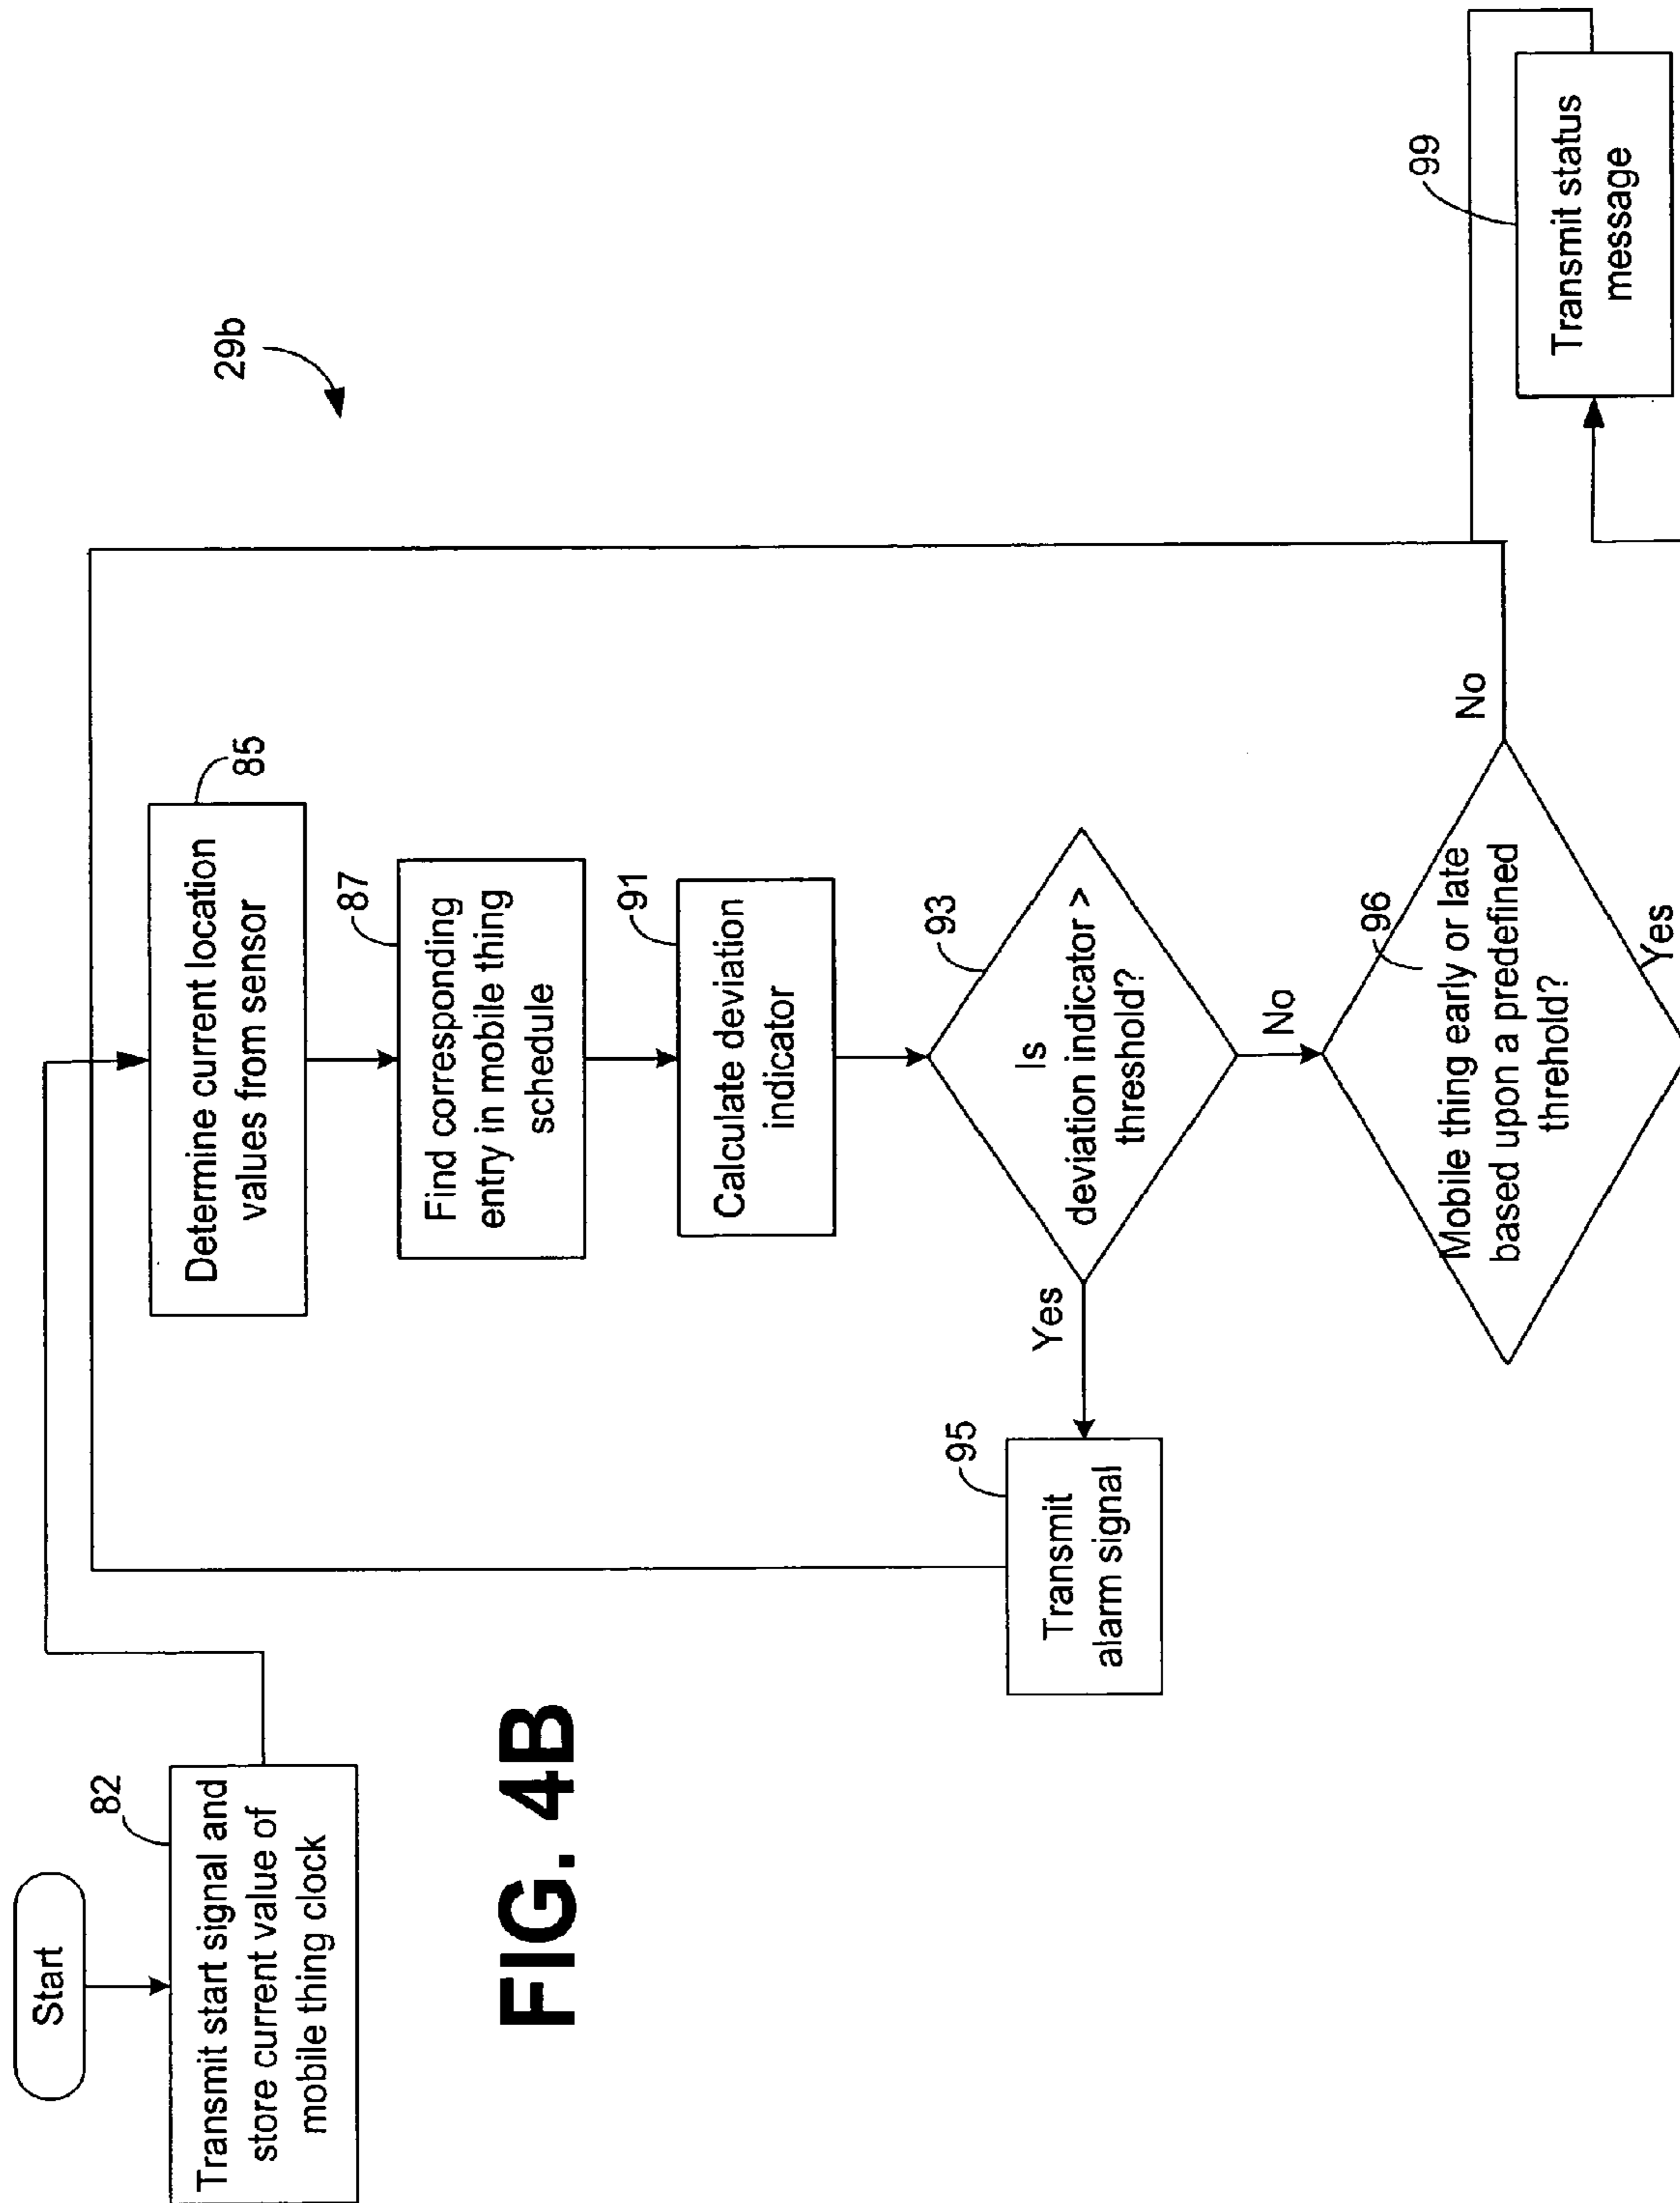 Start
82
Transmit start signal and
store current value of
mobile thing clock
FIG. 4B
29b
85
Determine current location
values from sensor
87
Find corresponding
entry in mobile thing
schedule
91
Calculate deviation
indicator
93
Is
deviation indicator >
threshold?
Yes
No
95
Transmit
alarm signal
96
Mobile thing early or late
based upon a predefined
threhold?
No
Yes
99
Transmit status
message